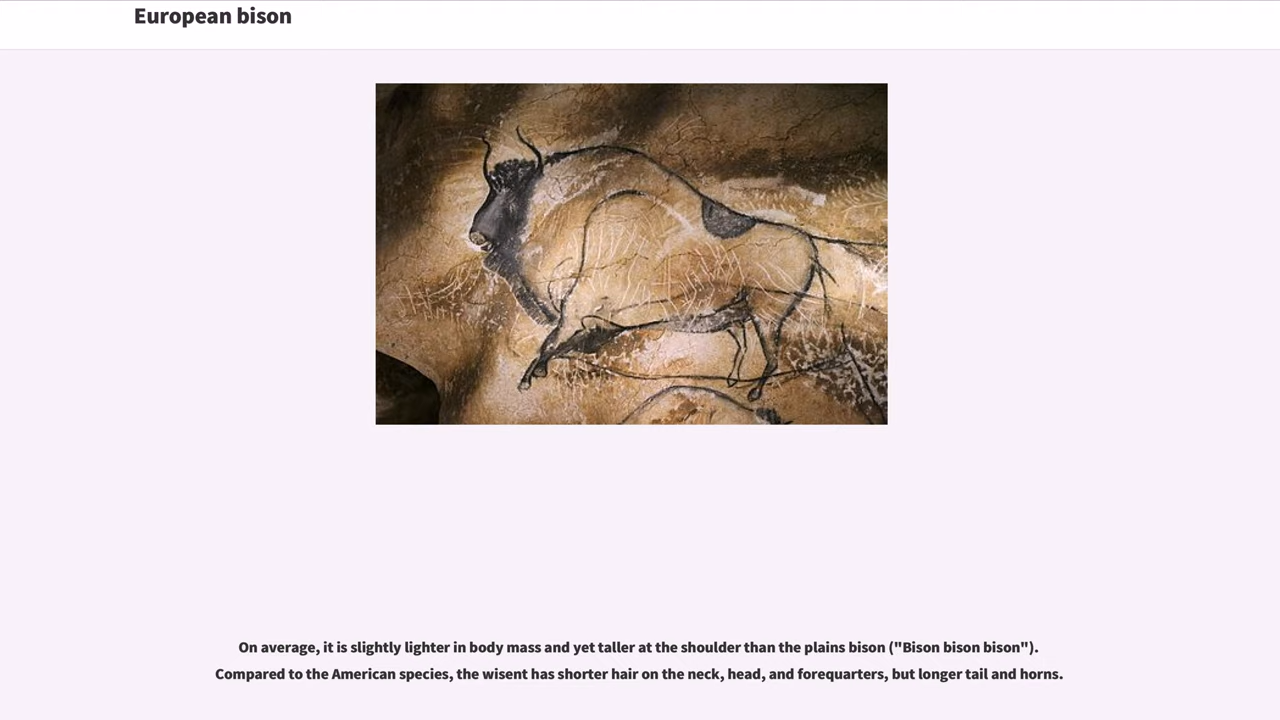 European bison
On average, it is slightly lighter in body mass and yet taller at the shoulder than the plains bison ("Bison bison bison").
Compared to the American species, the wisent has shorter hair on the neck, head, and forequarters, but longer tail and horns.